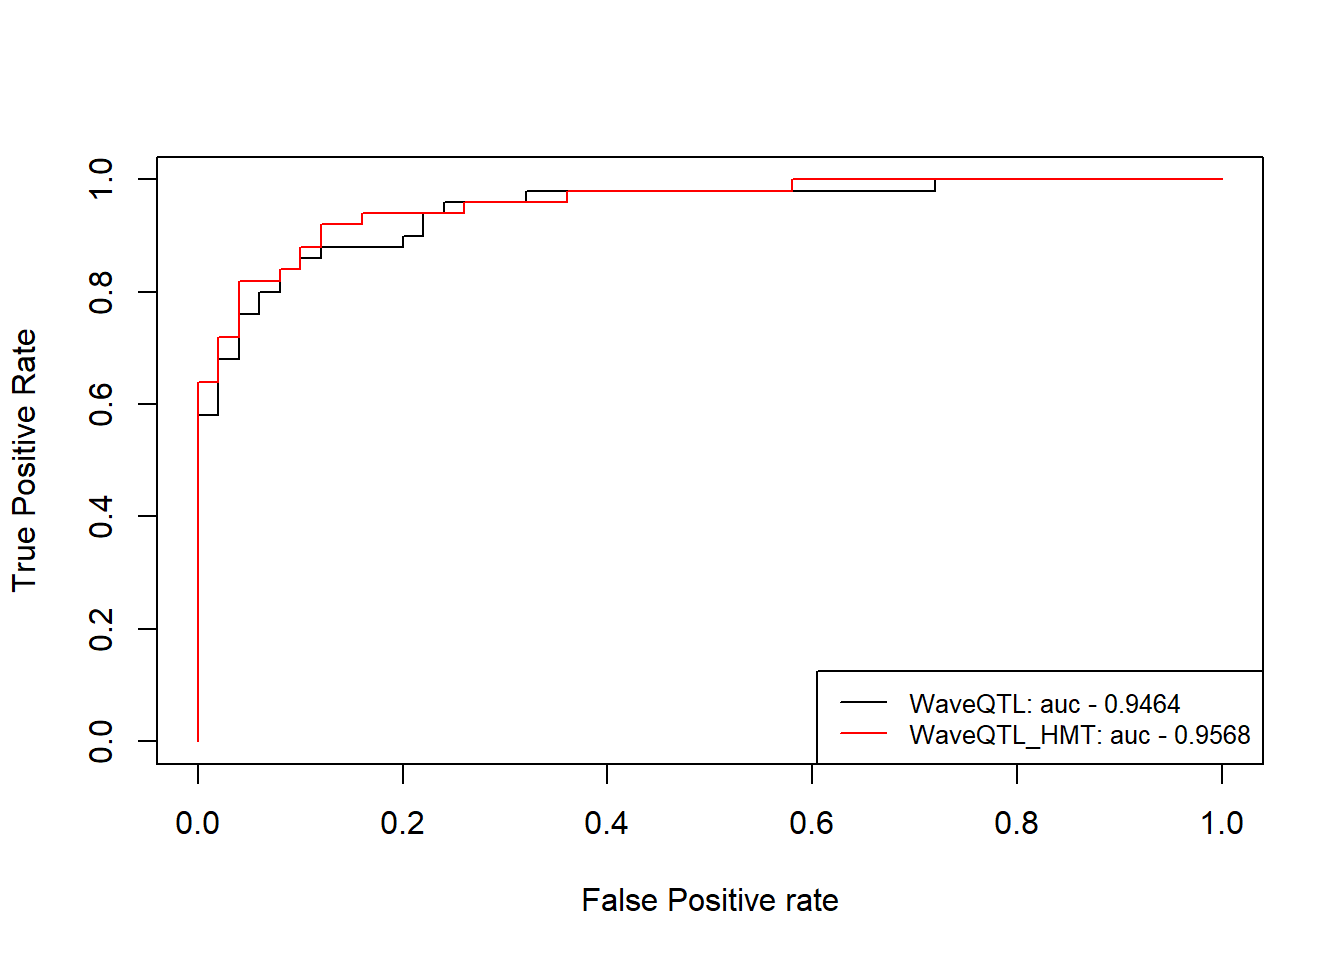 True Positive Rate
1.0
0.8
0.6
0.4
0.2
0.0
WaveQTL: auc - 0.9464
WaveQTL_HMT: auc - 0.9568
0.0 0.2 0.4 0.6 0.8 1.0
False Positive rate